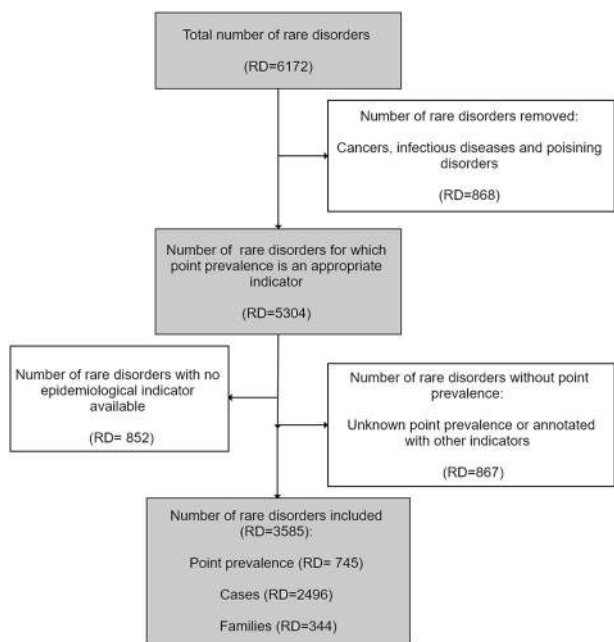 Total number of rare disorders
(RD=6172)
Number of rare disorders removed:
Cancers, infectious diseases and poisining
disorders
(RD=868)
Number of rare disorders for which
point prevalence is an appropriate
indicator
(RD=5304)
Number of rare disorders with no
epidemiological indicator
available
(RD= 852)
Number of rare disorders without point
prevalence:
Unknown point prevalence or annotated
with other indicators
(RD=867)
Number of rare disorders included
(RD=3585):
Point prevalence (RD= 745)
Cases (RD=2496)
Families (RD=344)